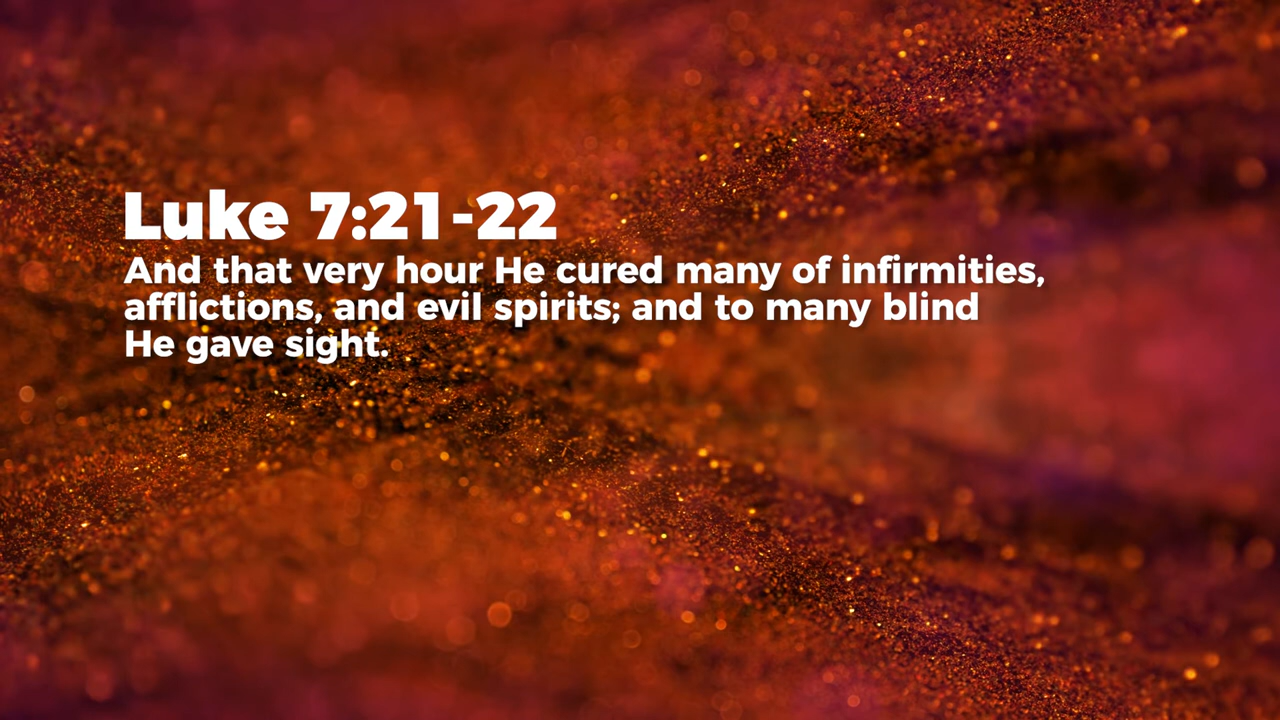 Luke 7:21-22
And that very hour He cured many of infirmities,
afflictions, and evil spirits; and to many blind
He gave sight.